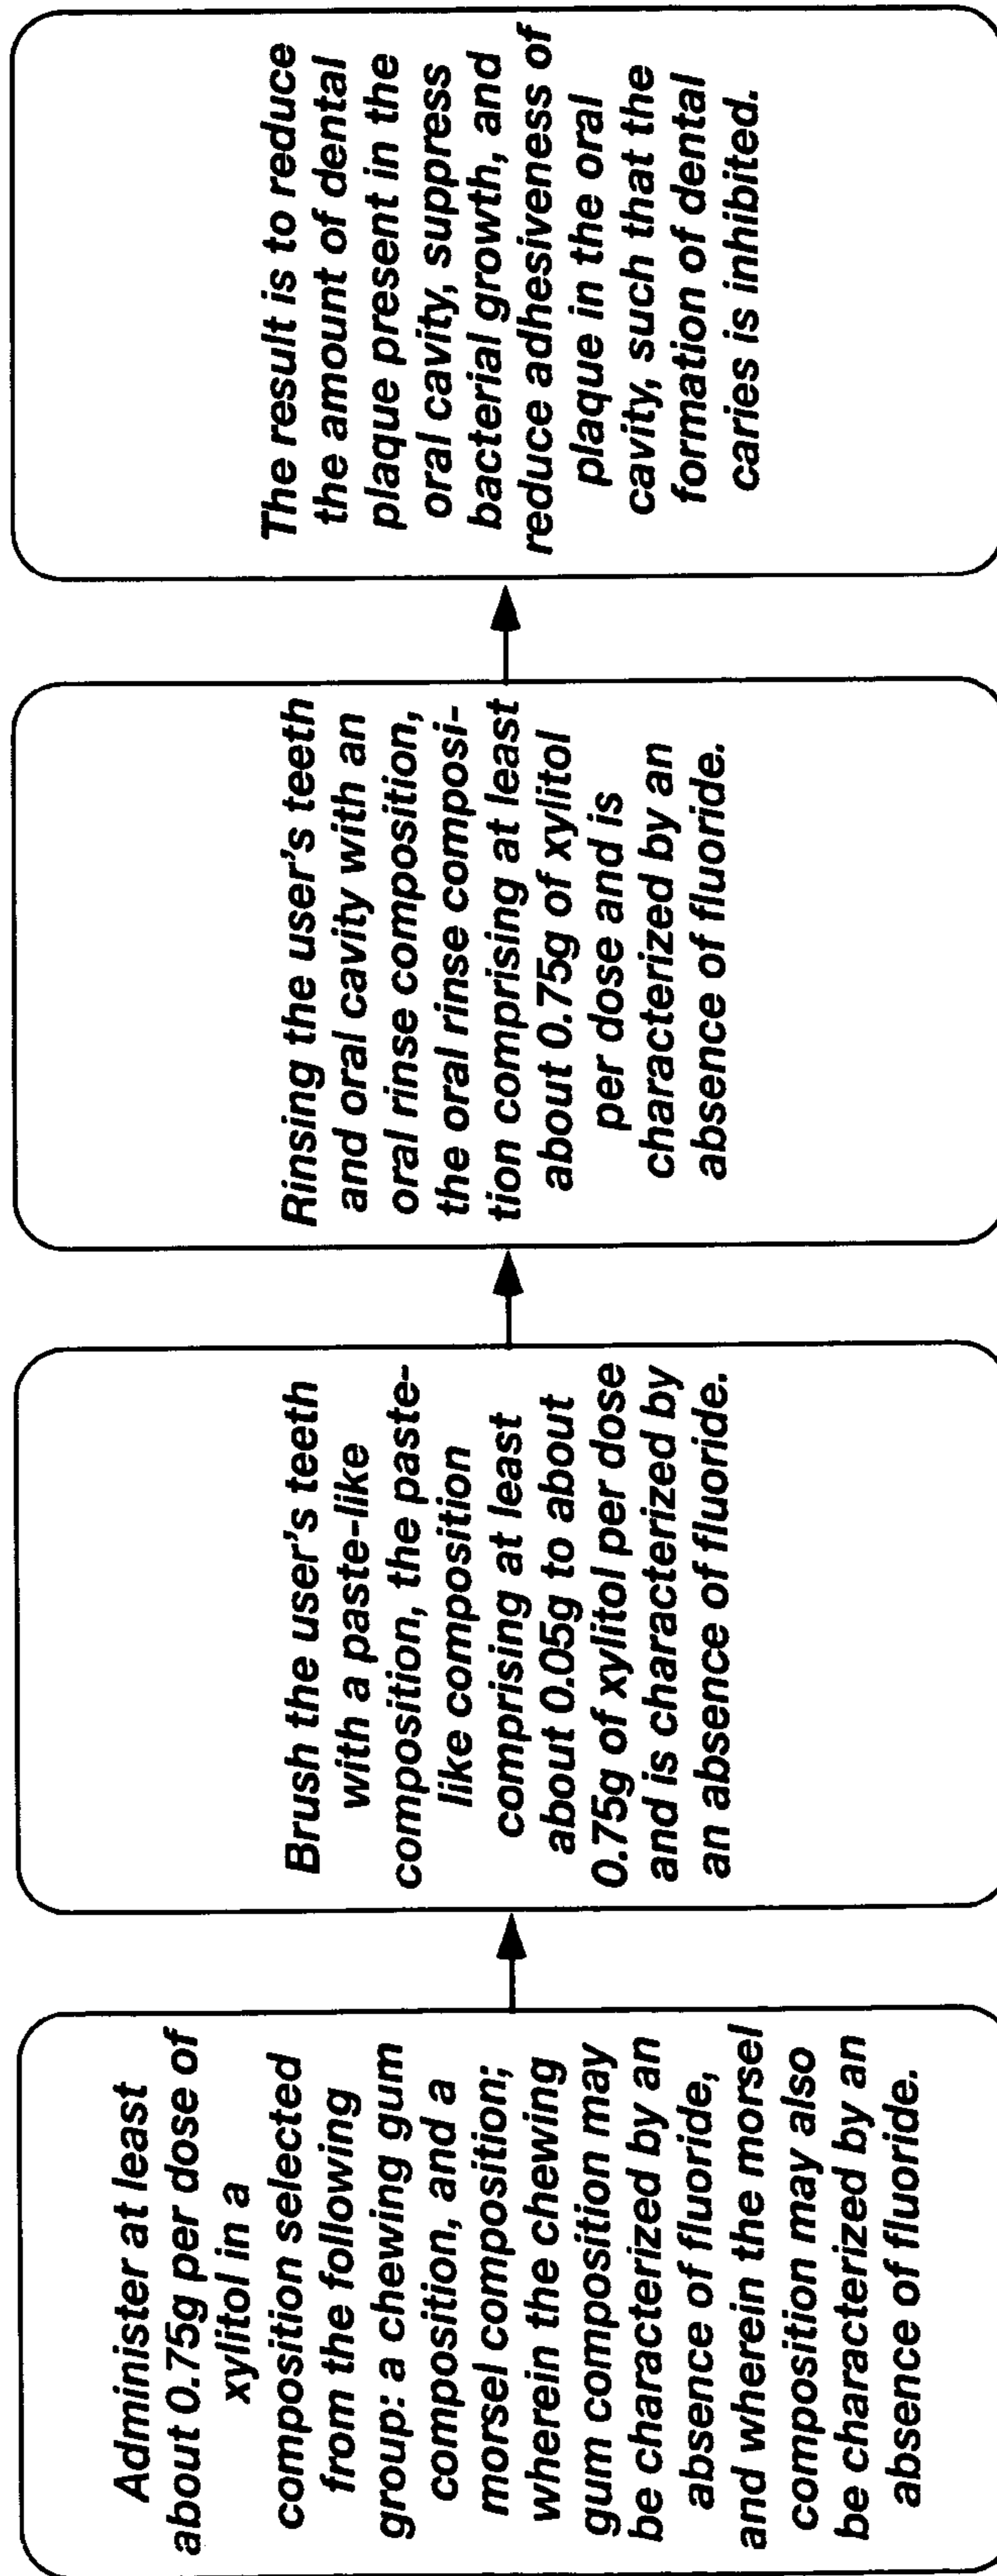 Administer at least
about 0.75g per dose of
xylitol in a
composition selected
from the following
group: a chewing gum
composition, and a
morsel composition;
wherein the chewing
gum composition may
be characterized by an
absence of fluoride,
and wherein the morsel
composition may also
be characterized by an
absence of fluoride.
Brush the user's teeth
with a paste-like
composition, the paste-
like composition
comprising at least
about 0.05g to about
0.75g of xylitol per dose
and is characterized by
an absence of fluoride.
Rinsing the user's teeth
and oral cavity with an
oral rinse composition,
the oral rinse composi-
tion comprising at least
about 0.75g of xylitol
per dose and is
characterized by an
absence of fluoride.
The result is to reduce
the amount of dental
plaque present in the
oral cavity, suppress
bacterial growth, and
reduce adhesiveness of
plaque in the oral
cavity, such that the
formation of dental
caries is inhibited.